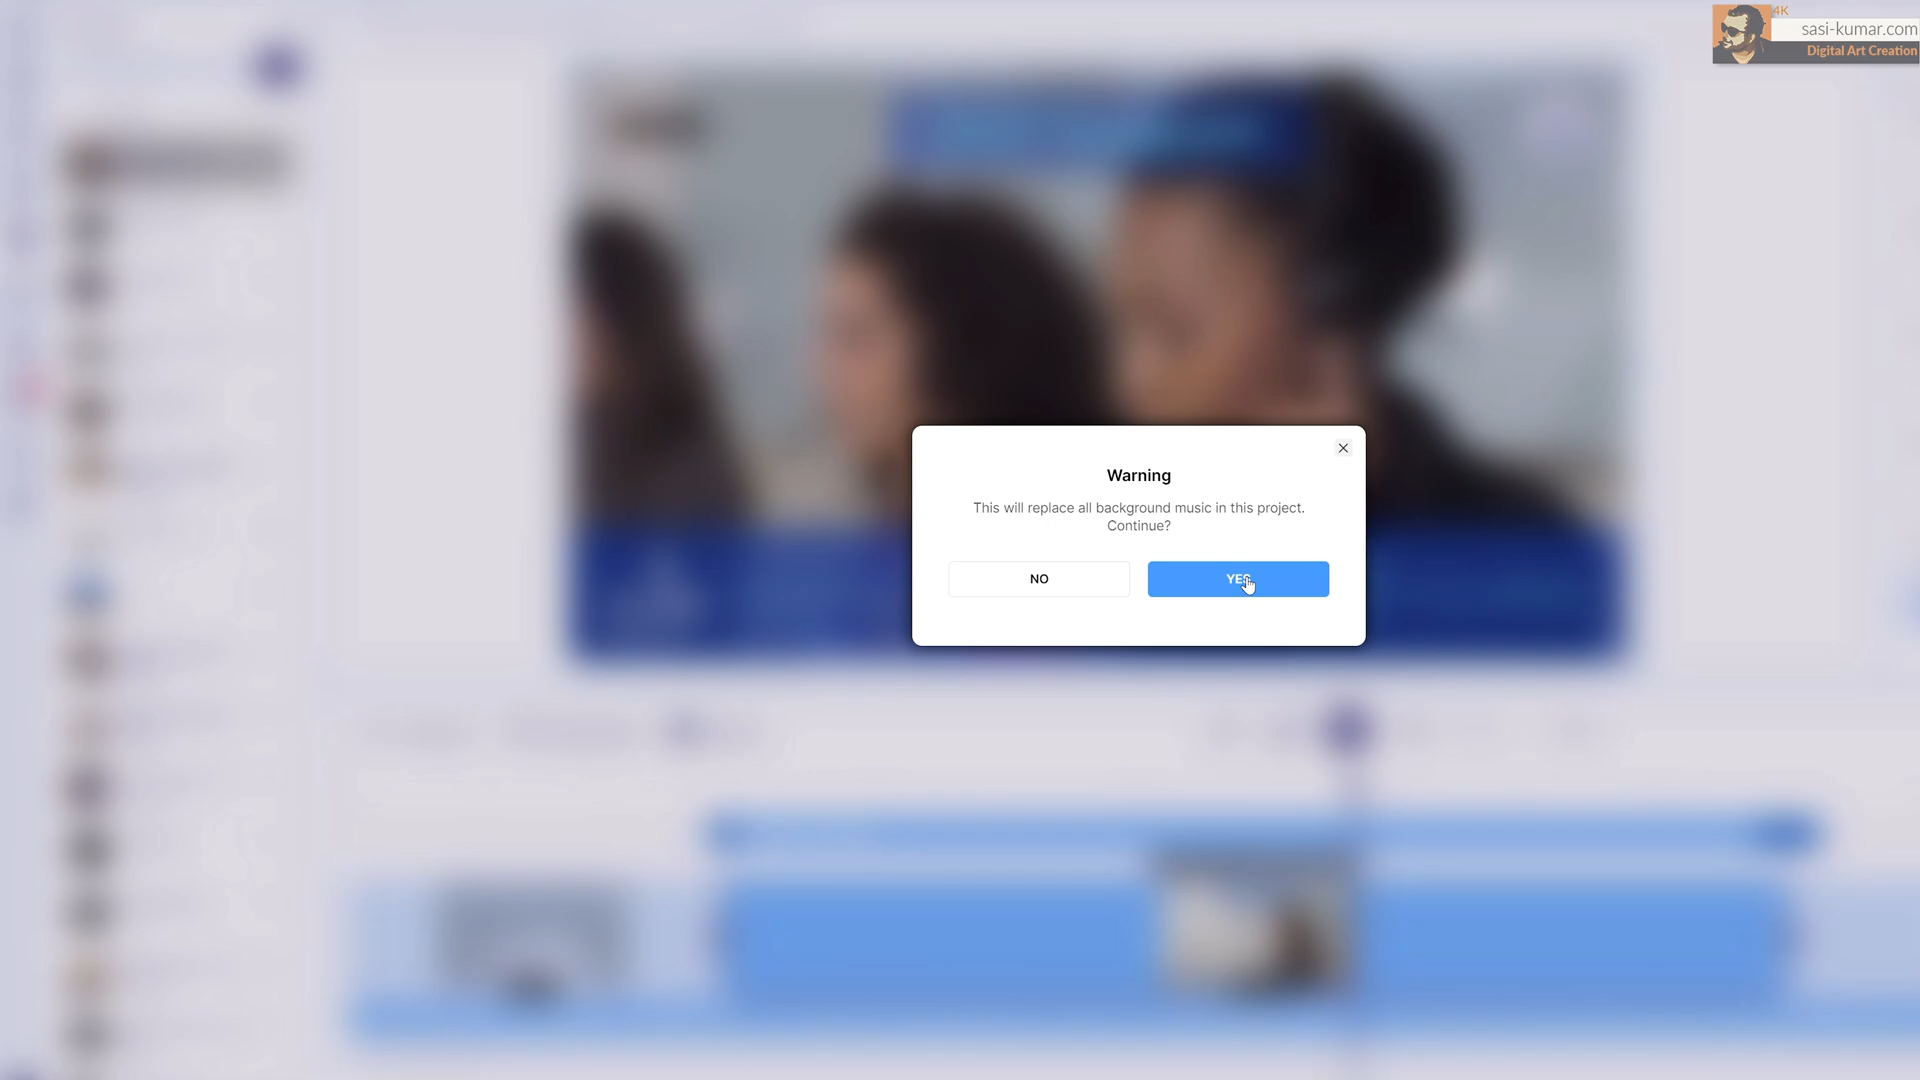 4K
sasi-kumar.com
Digital Art Creation
Warning
This will replace all background music in this project.
Continue?
NO
YES